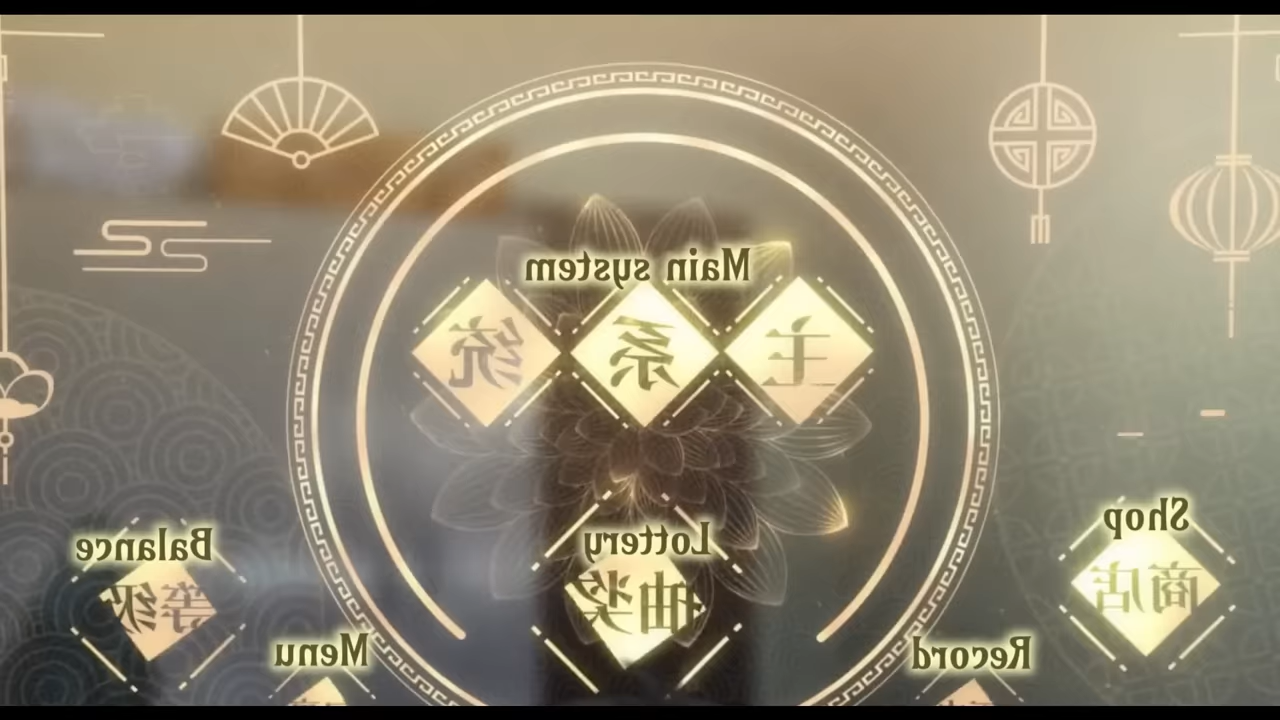 Main system
主系统
Shop
商店
Lottery
抽奖
Balance
等级
Record
Menu